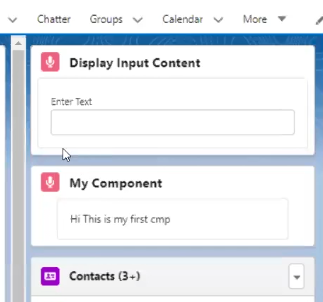 Chatter Groups Calendar More
Display Input Content
Enter Text
My Component
Hi This is my first cmp
Contacts (3+)